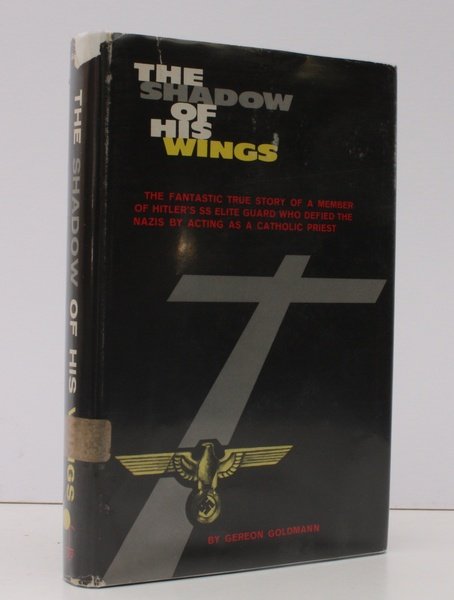 THE
SHADOW
OF
HIS
WINGS
THE FANTASTIC TRUE STORY OF A MEMBER
OF HITLER'S SS ELITE GUARD WHO DEFIED THE
NAZIS BY ACTING AS A CATHOLIC PRIEST
BY GEREON GOLDMANN
THE SHADOW OF HIS